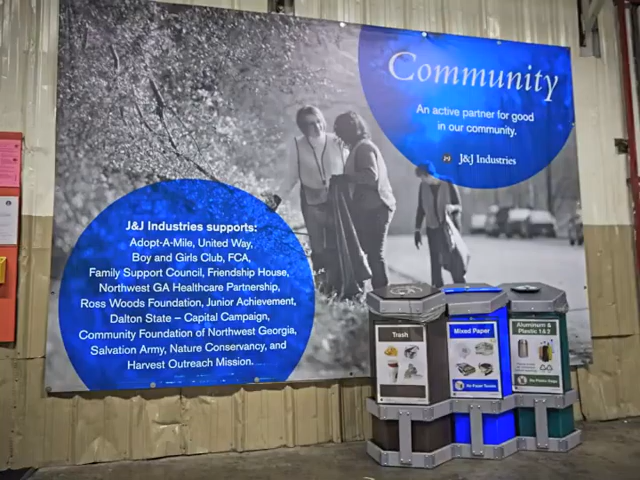 Community
An active partner for good
in our community.
J&J Industries
J&J Industries supports:
Adopt-A-Mile, United Way,
Boy and Girls Club, FCA,
Family Support Council, Friendship House,
Northwest GA Healthcare Partnership,
Ross Woods Foundation, Junior Achievement,
Dalton State – Capital Campaign,
Community Foundation of Northwest Georgia,
Salvation Army, Nature Conservancy, and
Harvest Outreach Mission.
Trash
Mixed Paper
No Paper Towels
Aluminum &
Plastic 1&2
No Plastic Bags